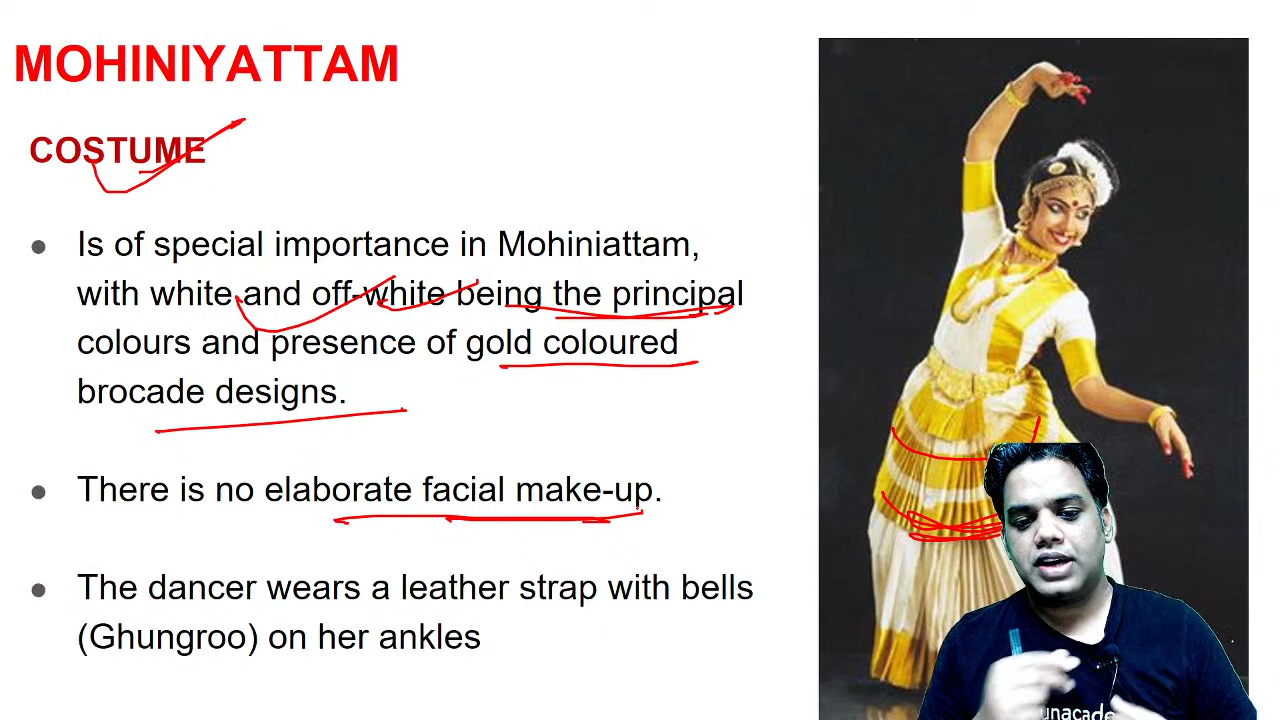 MOHINIYATTAM
COSTUME
Is of special importance in Mohiniattam,
with white and off-white being the principal
colours and presence of gold coloured
brocade designs.
There is no elaborate facial make-up.
The dancer wears a leather strap with bells
(Ghungroo) on her ankles
unacade